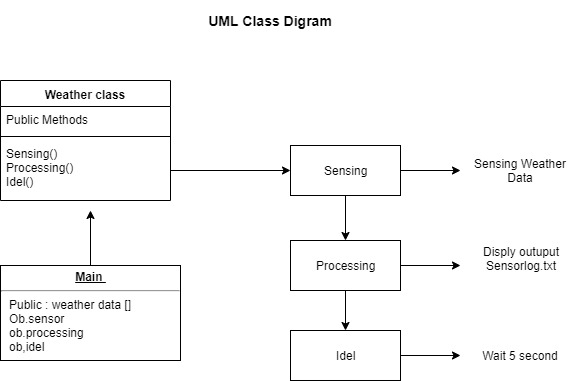 UML Class Digram
Weather class
Public Methods
Sensing()
Processing()
Idel()
Main
Public : weather data []
Ob.sensor
ob.processing
ob,idel
Sensing
Sensing Weather
Data
Processing
Disply outuput
Sensorlog.txt
Idel
Wait 5 second